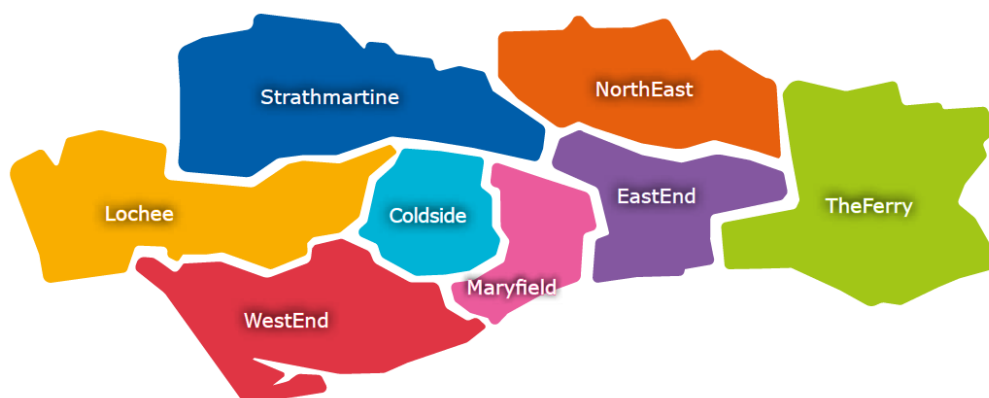 Strathmartine
NorthEast
Lochee
Coldside
EastEnd
TheFerry
Maryfield
WestEnd